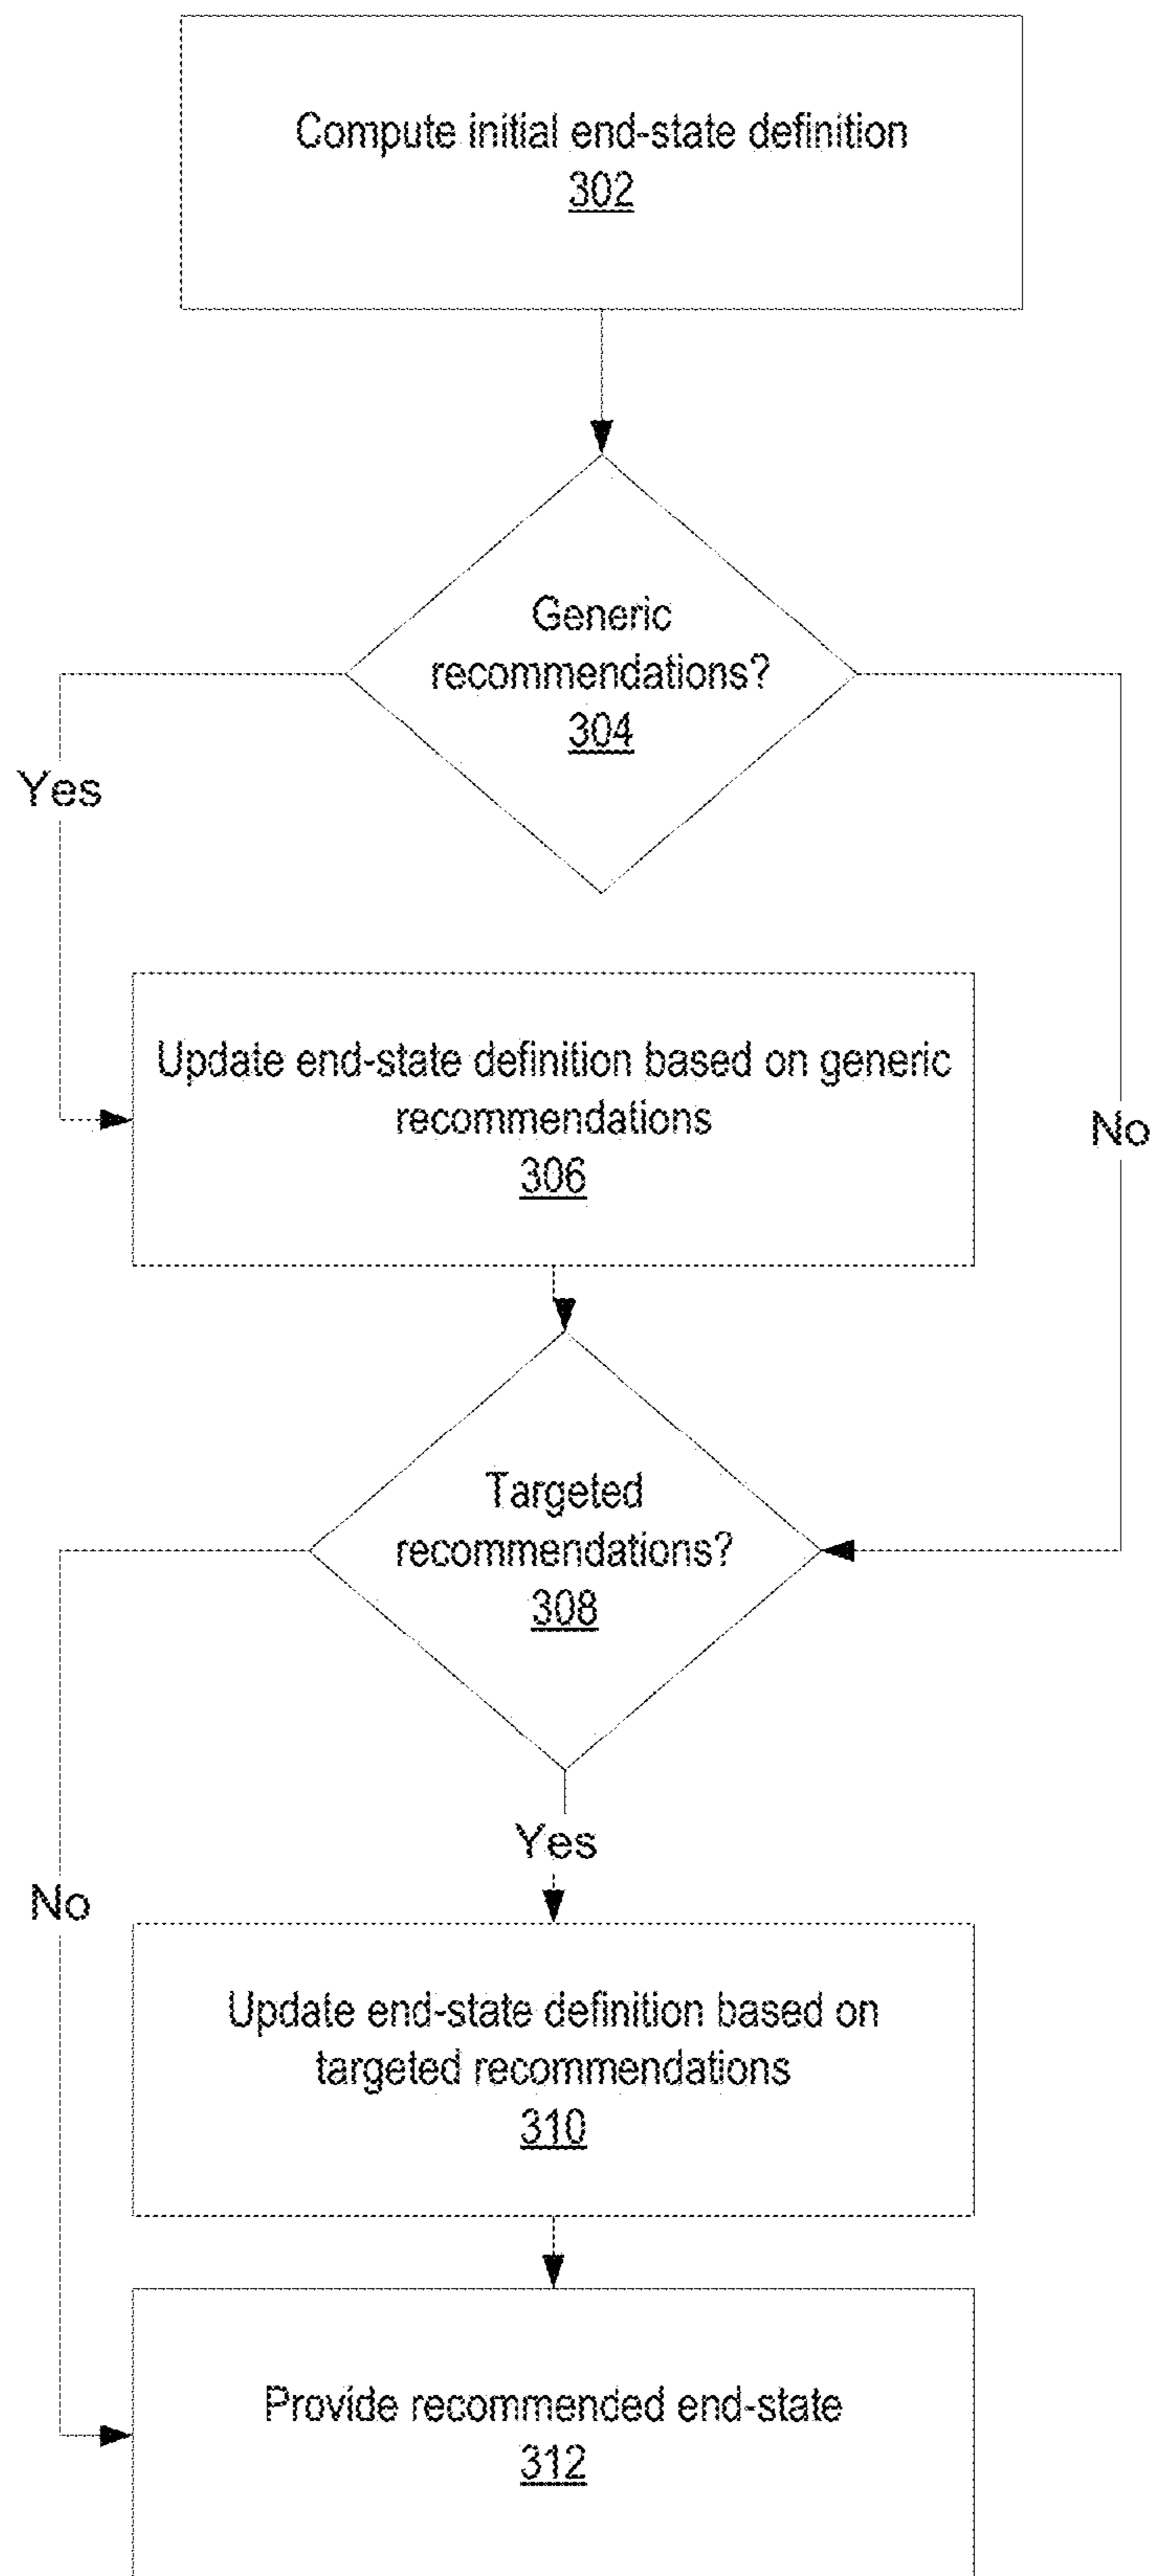 Compute initial end-state definition
302
Generic
recommendations?
304
Yes
Update end-state definition based on generic
recommendations
306
No
Targeted
recommendations?
308
Yes
No
Update end-state definition based on
targeted recommendations
310
Provide recommended end-state
312